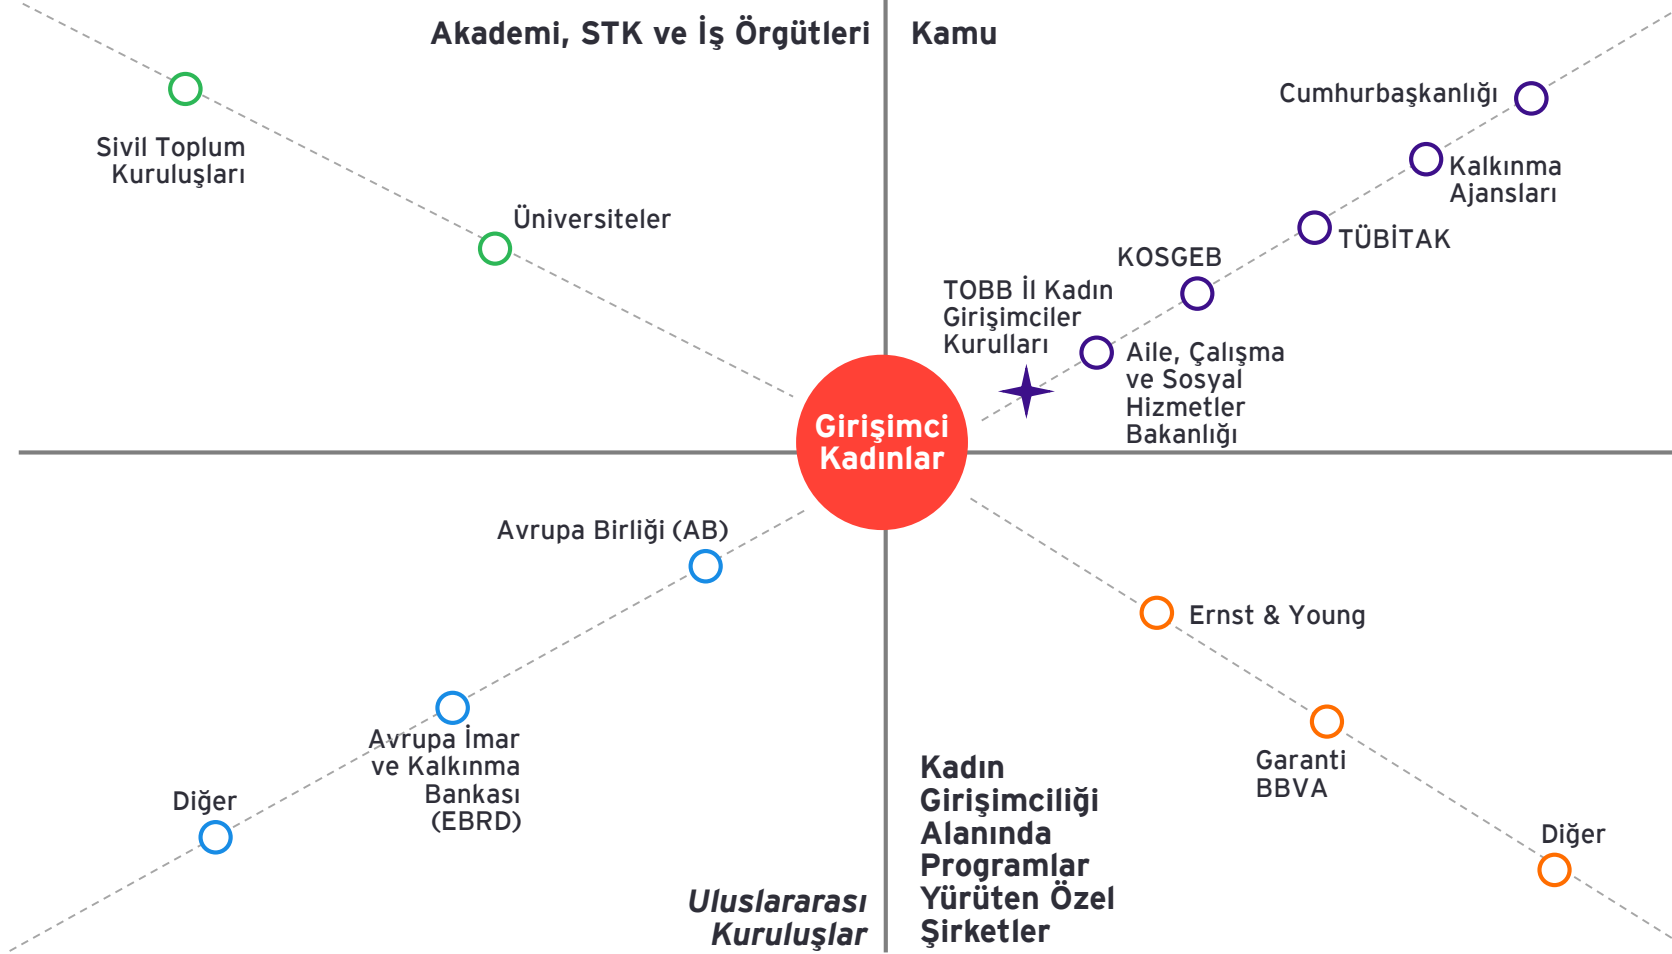 Akademi, STK ve İş Örgütleri
Sivil Toplum
Kuruluşları
Üniversiteler
Kamu
Cumhurbaşkanlığı
Kalkınma
Ajansları
TÜBİTAK
KOSGEB
TOBB İl Kadın
Girişimciler
Kurulları
Aile, Çalışma
ve Sosyal
Hizmetler
Bakanlığı
Girişimci
Kadınlar
Avrupa Birliği (AB)
Avrupa İmar
ve Kalkınma
Bankası
(EBRD)
Diğer
Uluslararası
Kuruluşlar
Ernst & Young
Garanti
BBVA
Diğer
Kadın
Girişimciliği
Alanında
Programlar
Yürüten Özel
Şirketler